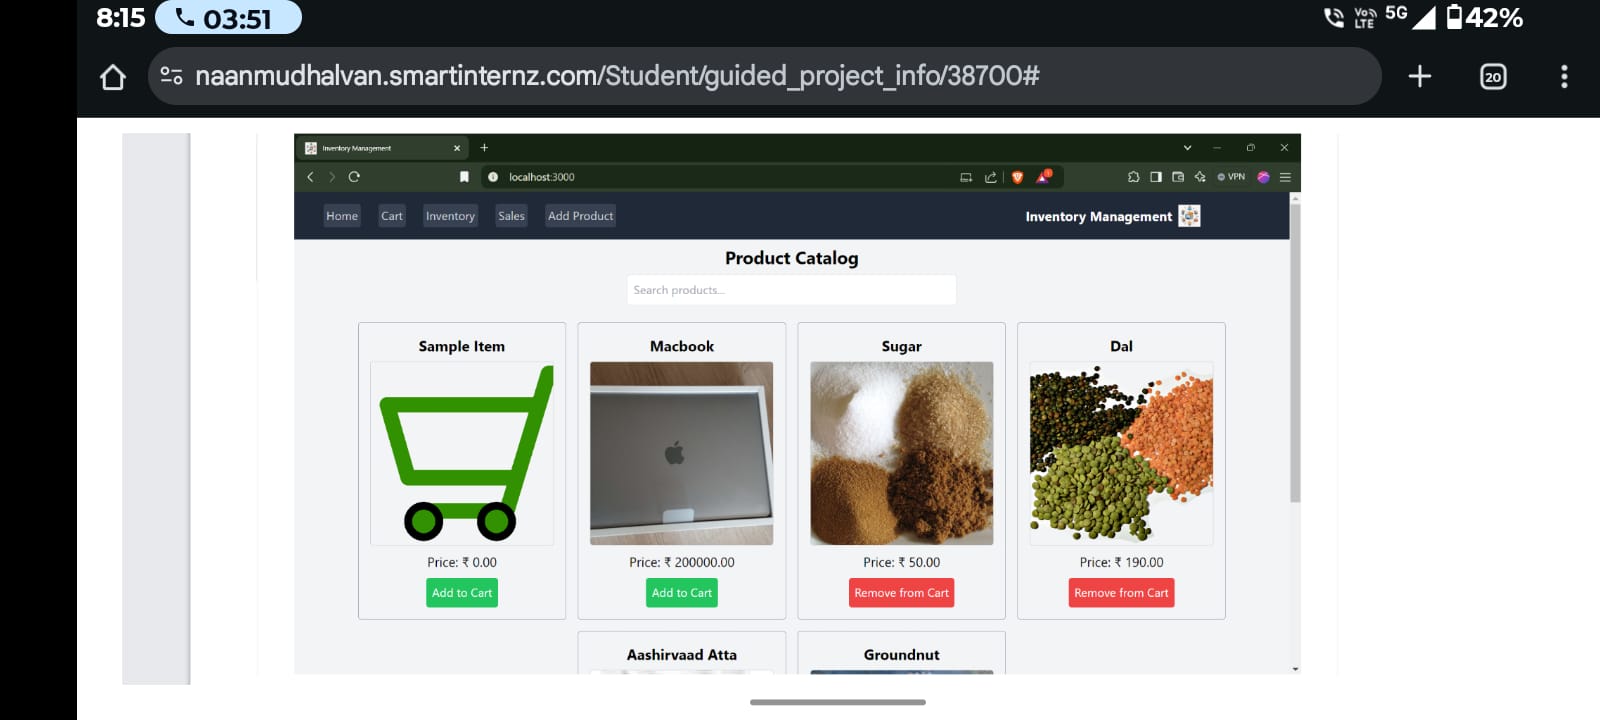 8:15 03:51 Vo LTE 5G 42%
naanmudhalvan.smartinternz.com/Student/guided_project_info/38700# 20
Inventory Management
localhost:3000 VPN
Home Cart Inventory Sales Add Product Inventory Management
Product Catalog
Search products...
Sample Item Macbook Sugar Dal
Price: ₹ 0.00 Price: ₹ 200000.00 Price: ₹ 50.00 Price: ₹ 190.00
Add to Cart Add to Cart Remove from Cart Remove from Cart
Aashirvaad Atta Groundnut